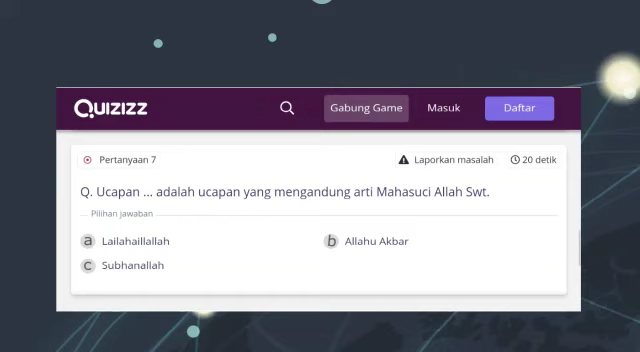 Quizizz
Gabung Game
Masuk
Daftar
Pertanyaan 7
Laporkan masalah
20 detik
Q. Ucapan ... adalah ucapan yang mengandung arti Mahasuci Allah Swt.
Pilihan jawaban
a Lailahaillallah
b Allahu Akbar
c Subhanallah